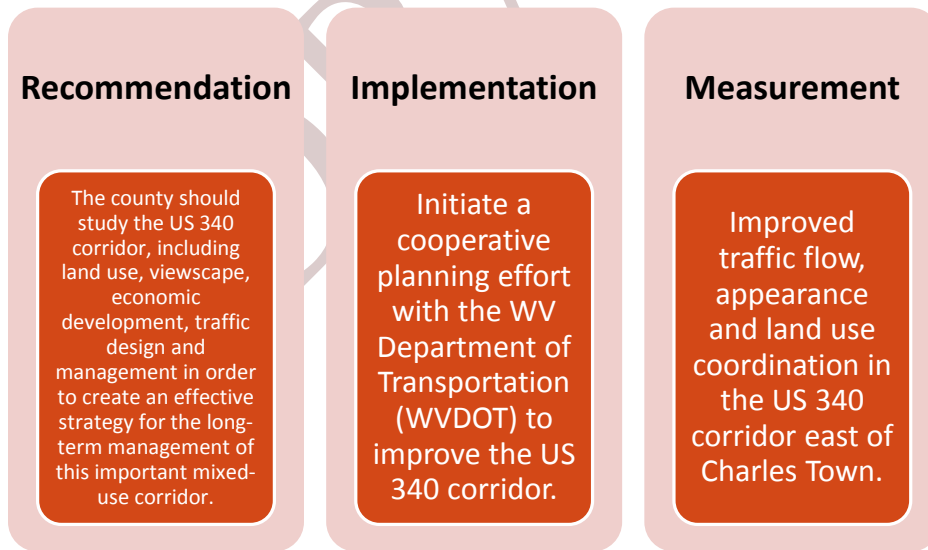 Recommendation
The county should
study the US 340
corridor, including
land use, viewscape,
economic
development, traffic
design and
management in order
to create an effective
strategy for the long-
term management of
this important mixed-
use corridor.
Implementation
Initiate a
cooperative
planning effort
with the WV
Department of
Transportation
(WVDOT) to
improve the US
340 corridor.
Measurement
Improved
traffic flow,
appearance
and land use
coordination in
the US 340
corridor east of
Charles Town.